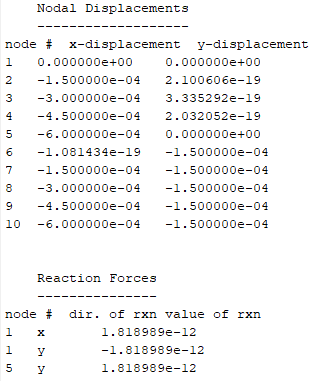 Nodal Displacements
-------------------
node # x-displacement y-displacement
1 0.000000e+00 0.000000e+00
2 -1.500000e-04 2.100606e-19
3 -3.000000e-04 3.335292e-19
4 -4.500000e-04 2.032052e-19
5 -6.000000e-04 0.000000e+00
6 -1.081434e-19 -1.500000e-04
7 -1.500000e-04 -1.500000e-04
8 -3.000000e-04 -1.500000e-04
9 -4.500000e-04 -1.500000e-04
10 -6.000000e-04 -1.500000e-04
Reaction Forces
---------------
node # dir. of rxn value of rxn
1 x 1.818989e-12
1 y -1.818989e-12
5 y 1.818989e-12